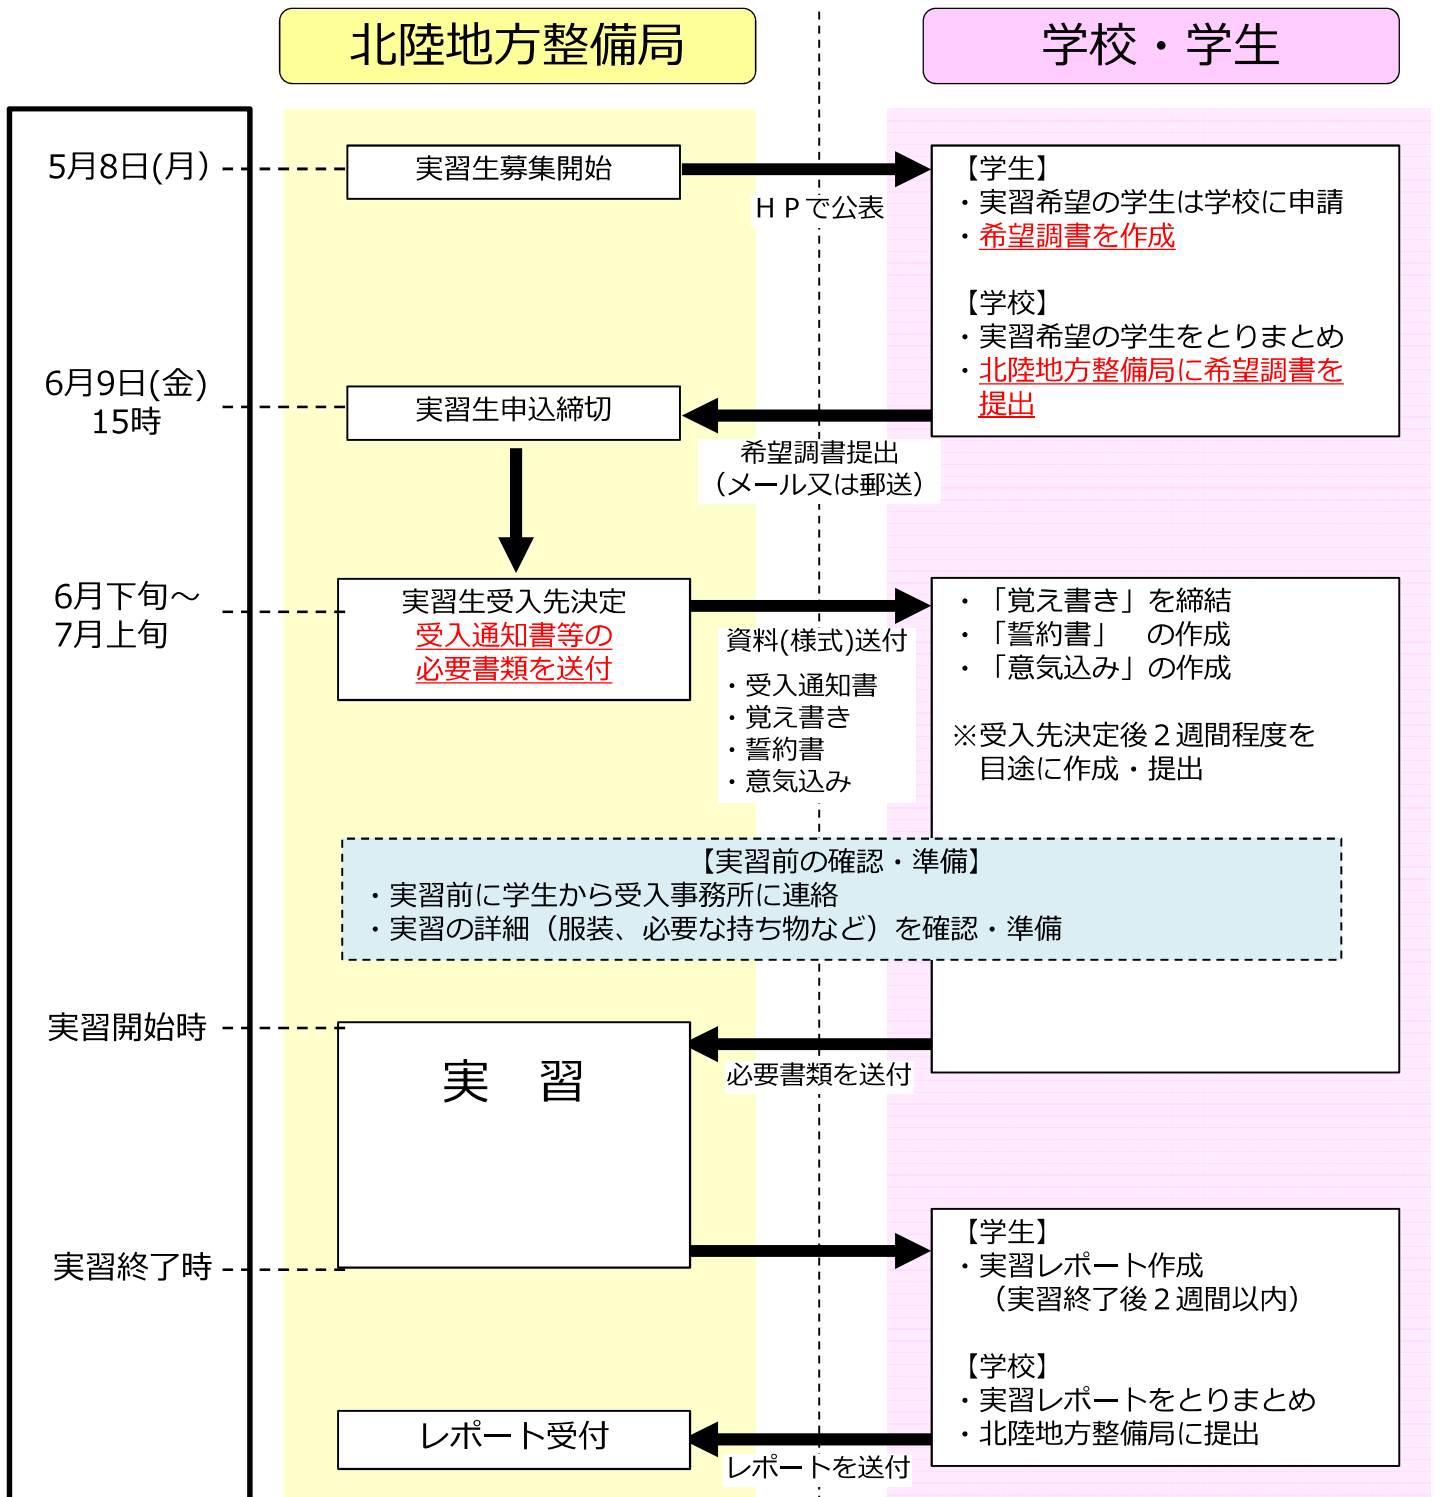 北陸地方整備局
学校・学生
5月8日(月)
実習生募集開始
ＨＰで公表
【学生】
・実習希望の学生は学校に申請
・希望調書を作成
【学校】
・実習希望の学生をとりまとめ
・北陸地方整備局に希望調書を
提出
6月9日(金)
15時
実習生申込締切
希望調書提出
（メール又は郵送）
6月下旬～
7月上旬
実習生受入先決定
受入通知書等の
必要書類を送付
資料(様式)送付
・受入通知書
・覚え書き
・誓約書
・意気込み
・「覚え書き」を締結
・「誓約書」　の作成
・「意気込み」の作成
※受入先決定後２週間程度を
目途に作成・提出
【実習前の確認・準備】
・実習前に学生から受入事務所に連絡
・実習の詳細（服装、必要な持ち物など）を確認・準備
実習開始時
実　習
必要書類を送付
実習終了時
【学生】
・実習レポート作成
（実習終了後２週間以内）
【学校】
・実習レポートをとりまとめ
・北陸地方整備局に提出
レポート受付
レポートを送付